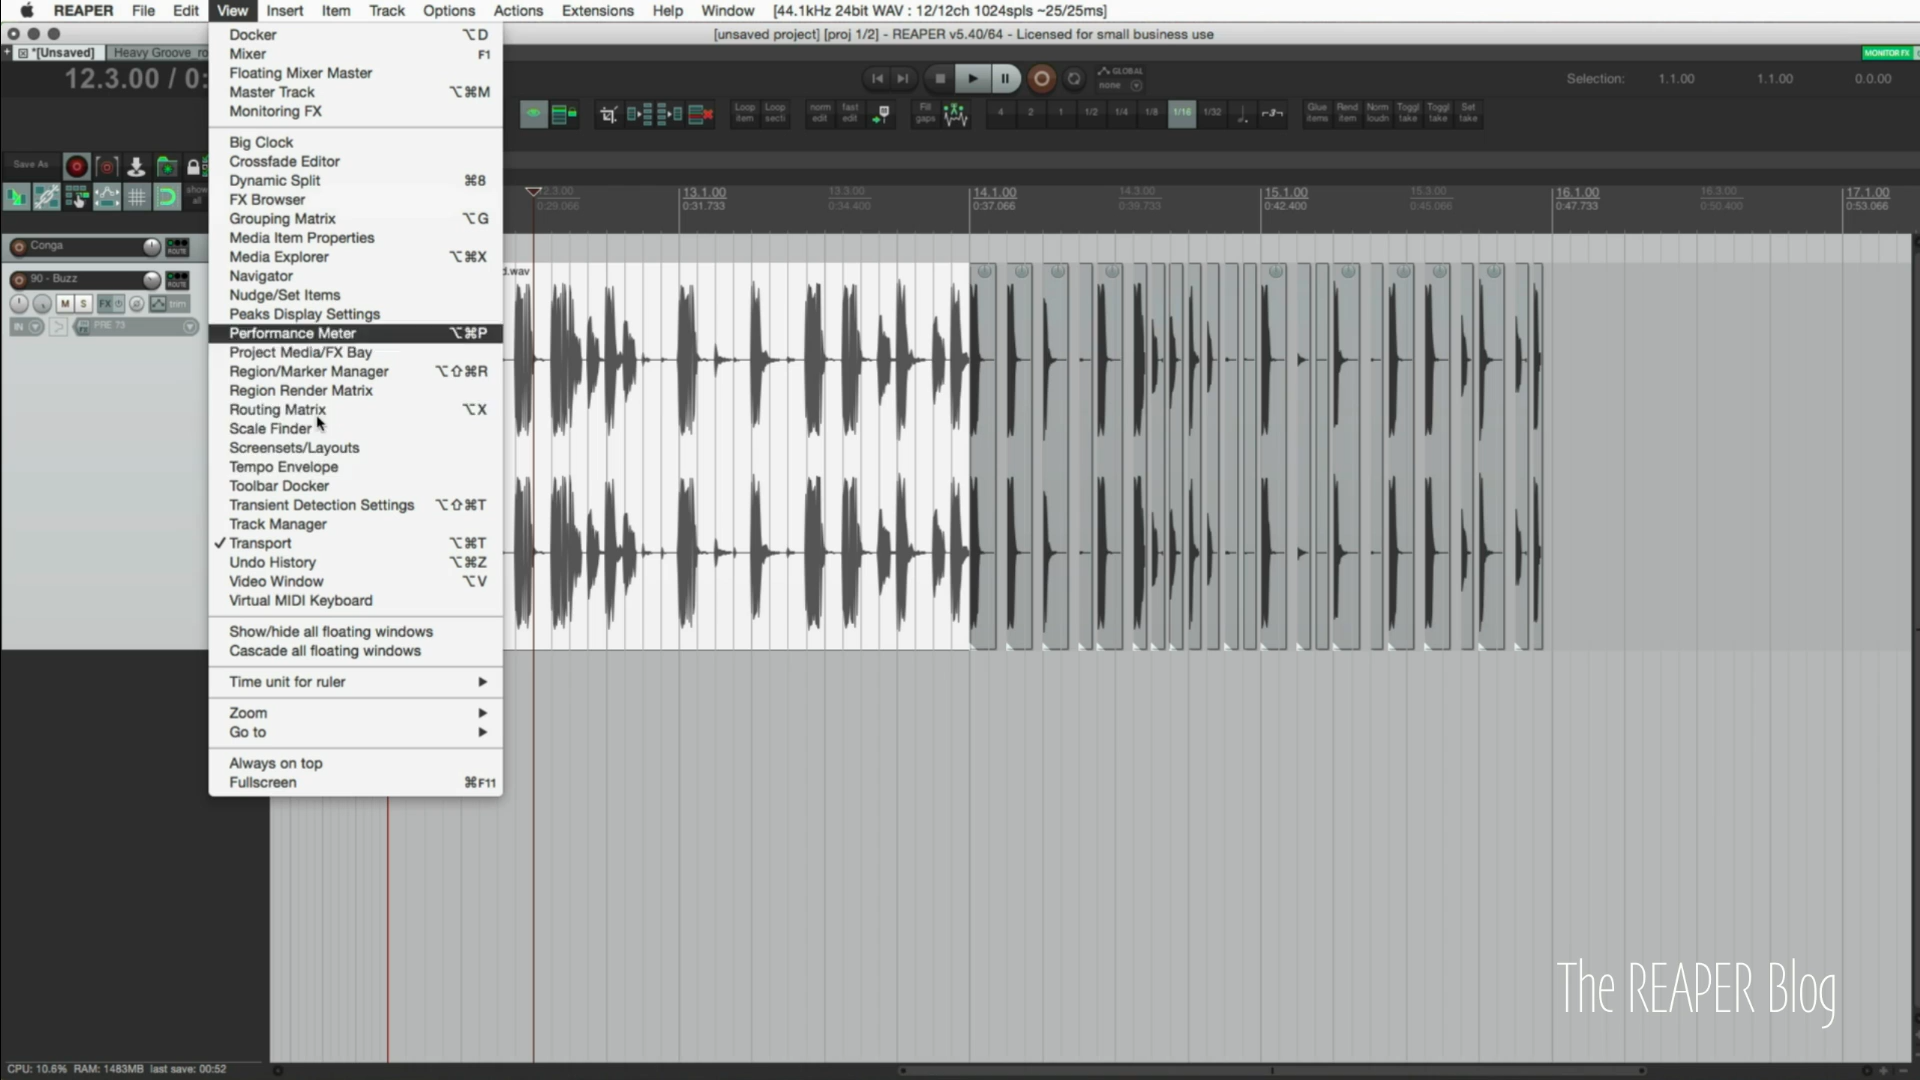 REAPER File Edit View Insert Item Track Options Actions Extensions Help Window [44.1kHz 24bit WAV : 12/12ch 1024spls ~25/25ms]
[unsaved project] [proj 1/2] - REAPER v5.40/64 - Licensed for small business use
*[Unsaved] Heavy Groove_ro
MONITOR FX
12.3.00 / 0:
GLOBAL
none
Selection: 1.1.00 1.1.00 0.0.00
Loop item
Loop secti
norm edit
fast edit
Fill gaps
4 2 1 1/2 1/4 1/8 1/16 1/32
Glue items
Rend item
Norm loudn
Toggl take
Toggl take
Set take
Save As
show all
12.3.00 13.1.00 13.3.00 14.1.00 14.3.00 15.1.00 15.3.00 16.1.00 16.3.00 17.1.00
0:29.066 0:31.733 0:34.400 0:37.066 0:39.733 0:42.400 0:45.066 0:47.733 0:50.400 0:53.066
Conga
ROUTE
90 - Buzz
ROUTE
M S FX trim
IN PRE 73
d.wav
Docker ⌥D
Mixer F1
Floating Mixer Master
Master Track ⌥⌘M
Monitoring FX
Big Clock
Crossfade Editor
Dynamic Split ⌘8
FX Browser
Grouping Matrix ⌥G
Media Item Properties
Media Explorer ⌥⌘X
Navigator
Nudge/Set Items
Peaks Display Settings
Performance Meter ⌥⌘P
Project Media/FX Bay
Region/Marker Manager ⌥⇧⌘R
Region Render Matrix
Routing Matrix ⌥X
Scale Finder
Screensets/Layouts
Tempo Envelope
Toolbar Docker
Transient Detection Settings ⌥⇧⌘T
Track Manager
✓ Transport ⌥⌘T
Undo History ⌥⌘Z
Video Window ⌥V
Virtual MIDI Keyboard
Show/hide all floating windows
Cascade all floating windows
Time unit for ruler
Zoom
Go to
Always on top
Fullscreen ⌘F11
The REAPER Blog
CPU: 10.6% RAM: 1483MB last save: 00:52